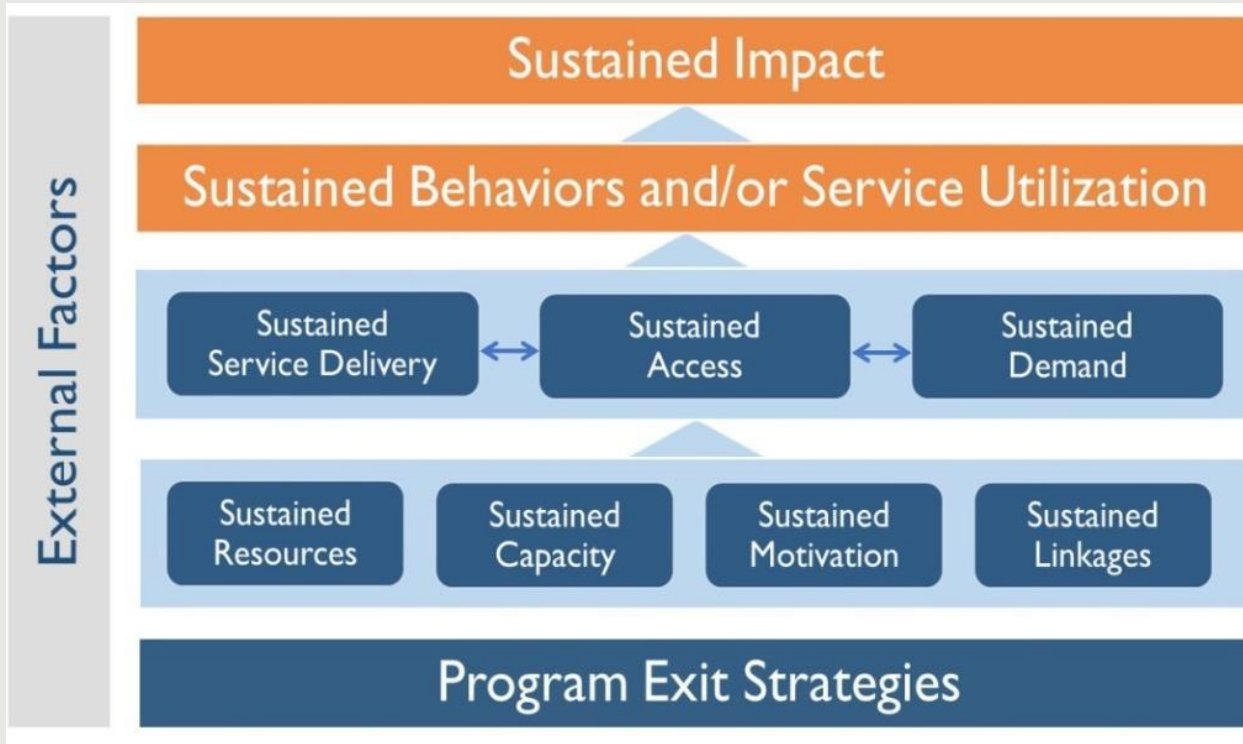 External Factors
Sustained Impact
Sustained Behaviors and/or Service Utilization
Sustained
Service Delivery
Sustained
Access
Sustained
Demand
Sustained
Resources
Sustained
Capacity
Sustained
Motivation
Sustained
Linkages
Program Exit Strategies